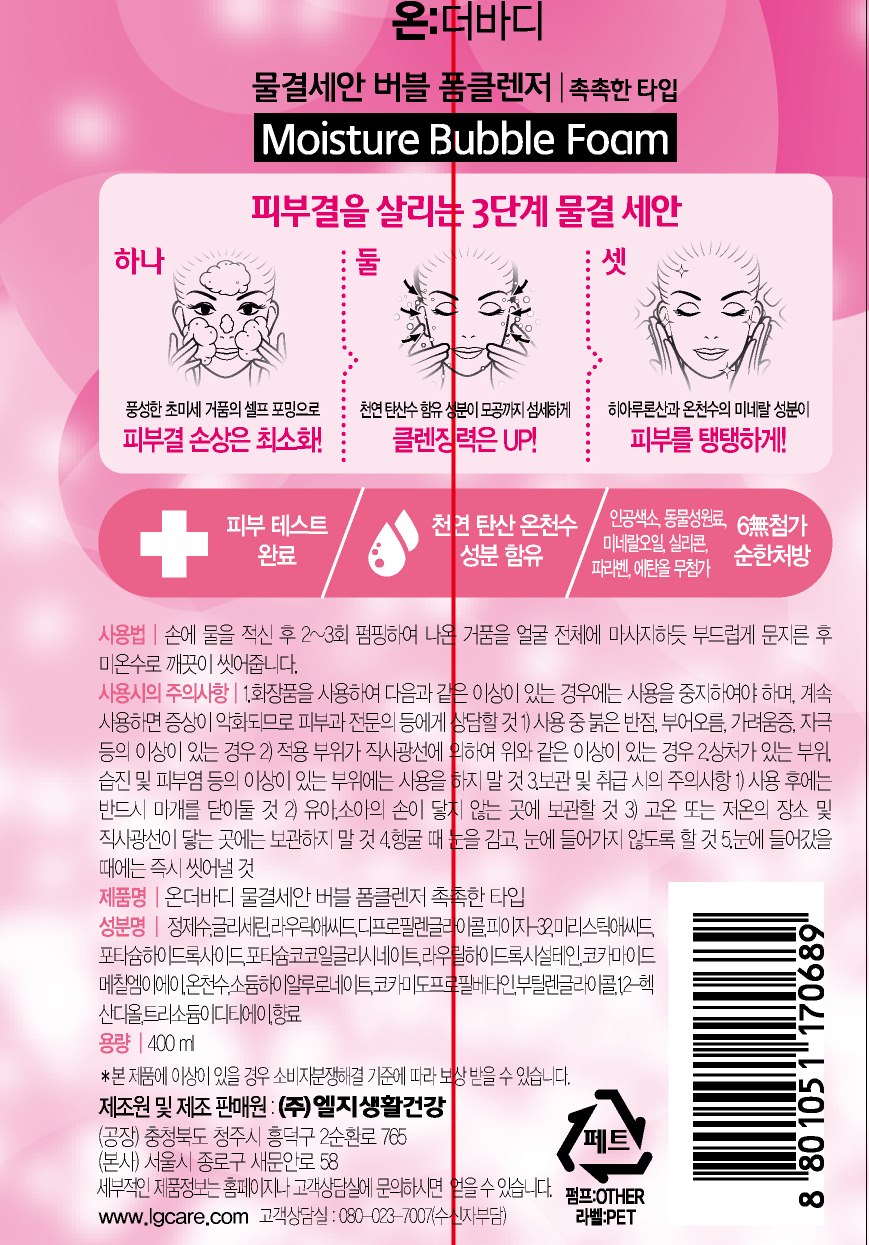 온:더바디
물결세안 버블 폼클렌저 | 촉촉한 타입
Moisture Bubble Foam
피부결을 살리는 3단계 물결 세안
하나
풍성한 초미세 거품의 셀프 포밍으로
피부결 손상은 최소화!
둘
천연 탄산수 함유 성분이 모공까지 섬세하게
클렌징력은 UP!
셋
히아루론산과 온천수의 미네랄 성분이
피부를 탱탱하게!
피부 테스트
완료
천연 탄산 온천수
성분 함유
인공색소, 동물성원료,
미네랄오일, 실리콘,
파라벤, 에탄올 무첨가
6無첨가
순한처방
사용법 | 손에 물을 적신 후 2~3회 펌핑하여 나온 거품을 얼굴 전체에 마사지하듯 부드럽게 문지른 후
미온수로 깨끗이 씻어줍니다.
사용시의 주의사항 | 1.화장품을 사용하여 다음과 같은 이상이 있는 경우에는 사용을 중지하여야 하며, 계속
사용하면 증상이 악화되므로 피부과 전문의 등에게 상담할 것 1) 사용 중 붉은 반점, 부어오름, 가려움증, 자극
등의 이상이 있는 경우 2) 적용 부위가 직사광선에 의하여 위와 같은 이상이 있는 경우 2.상처가 있는 부위,
습진 및 피부염 등의 이상이 있는 부위에는 사용을 하지 말 것 3.보관 및 취급 시의 주의사항 1) 사용 후에는
반드시 마개를 닫아둘 것 2) 유아,소아의 손이 닿지 않는 곳에 보관할 것 3) 고온 또는 저온의 장소 및
직사광선이 닿는 곳에는 보관하지 말 것 4.헹굴 때 눈을 감고, 눈에 들어가지 않도록 할 것 5.눈에 들어갔을
때에는 즉시 씻어낼 것
제품명 | 온더바디 물결세안 버블 폼클렌저 촉촉한 타입
성분명 | 정제수,글리세린,라우릭애씨드,디프로필렌글라이콜,피이지-32,미리스틱애씨드,
포타슘하이드록사이드,포타슘코코일글리시네이트,라우릴하이드록시설테인,코카마이드
메칠엠이에이,온천수,소듐하이알루로네이트,코카미도프로필베타인,부틸렌글라이콜,1,2-헥
산디올,트리소듐이디티에이,향료
용량 | 400 ml
*본 제품에 이상이 있을 경우 소비자분쟁해결 기준에 따라 보상 받을 수 있습니다.
제조원 및 제조 판매원 : (주)엘지생활건강
(공장) 충청북도 청주시 흥덕구 2순환로 765
(본사) 서울시 종로구 새문안로 58
세부적인 제품정보는 홈페이지나 고객상담실에 문의하시면 얻을 수 있습니다.
www.lgcare.com 고객상담실 : 080-023-7007(수신자부담)
페트
펌프:OTHER
라벨:PET
8 801051 170689